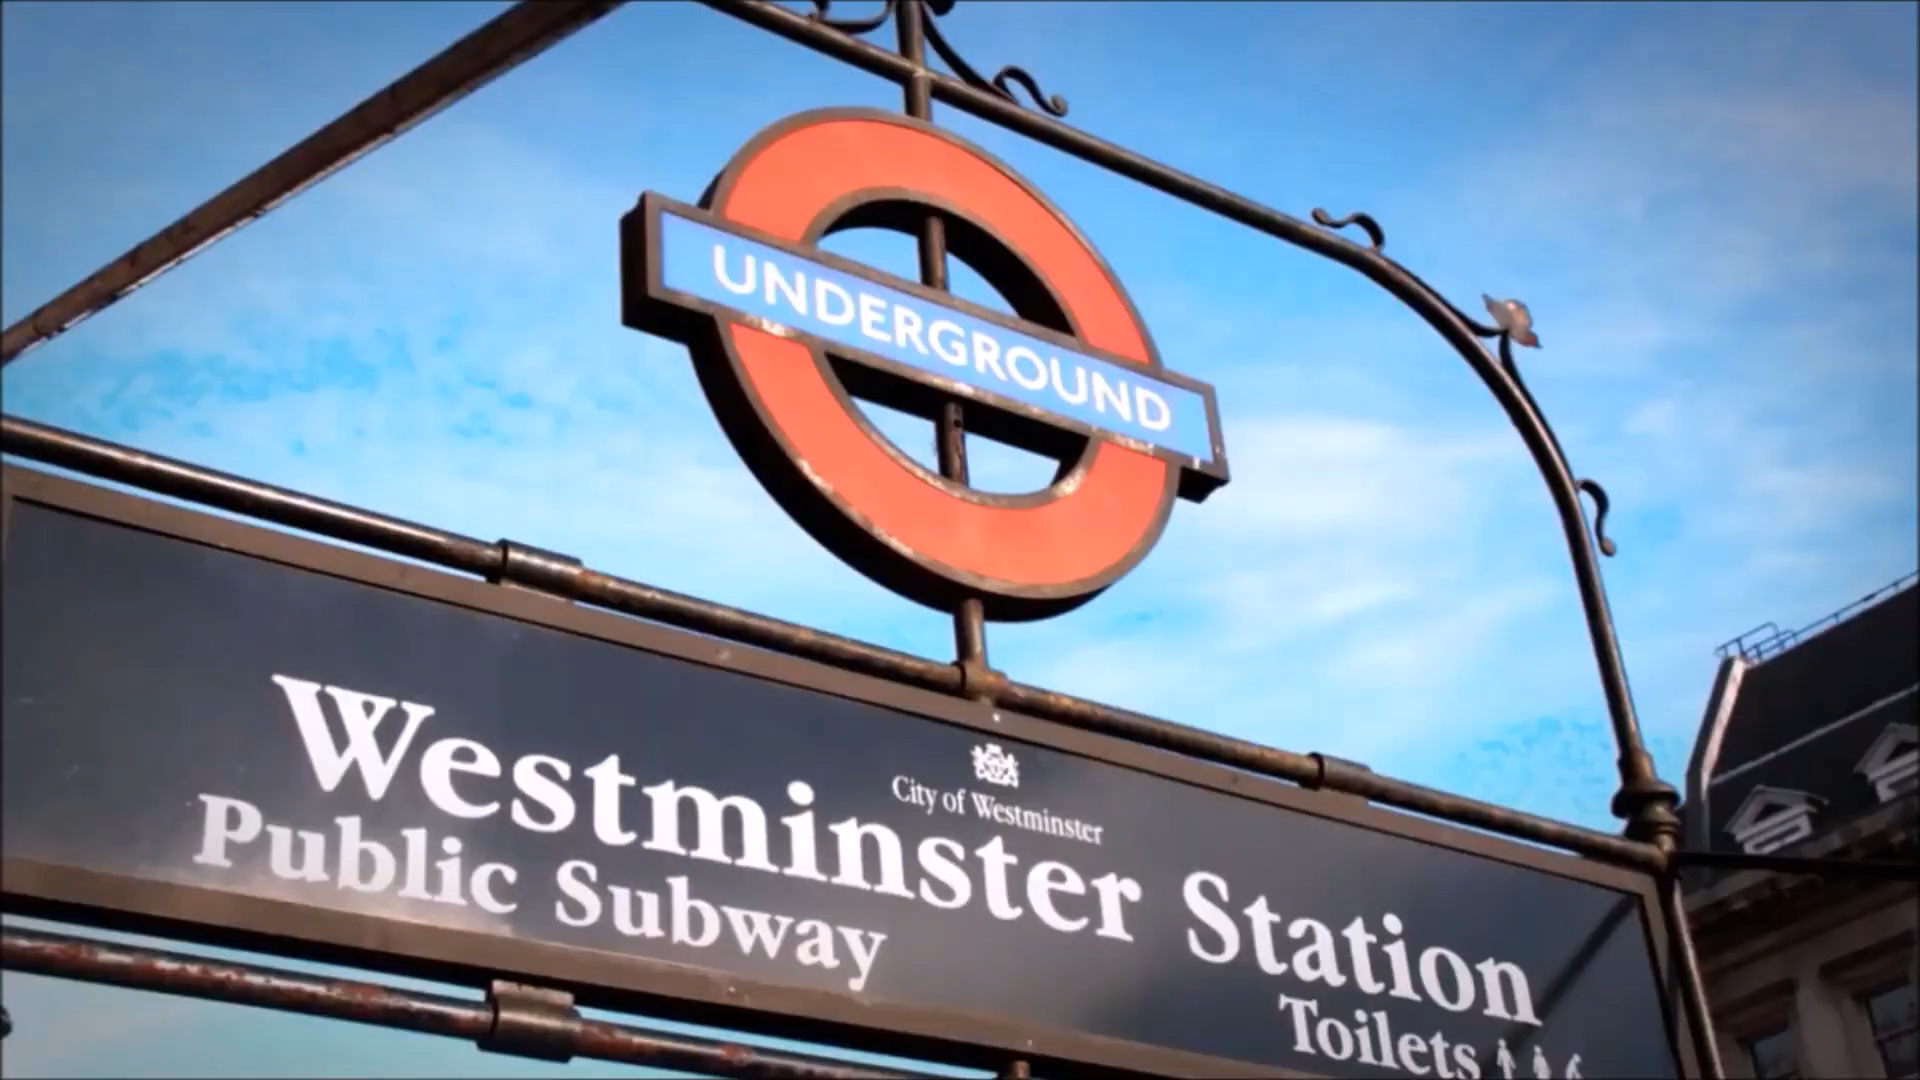 UNDERGROUND
City of Westminster
Westminster Station
Public Subway
Toilets